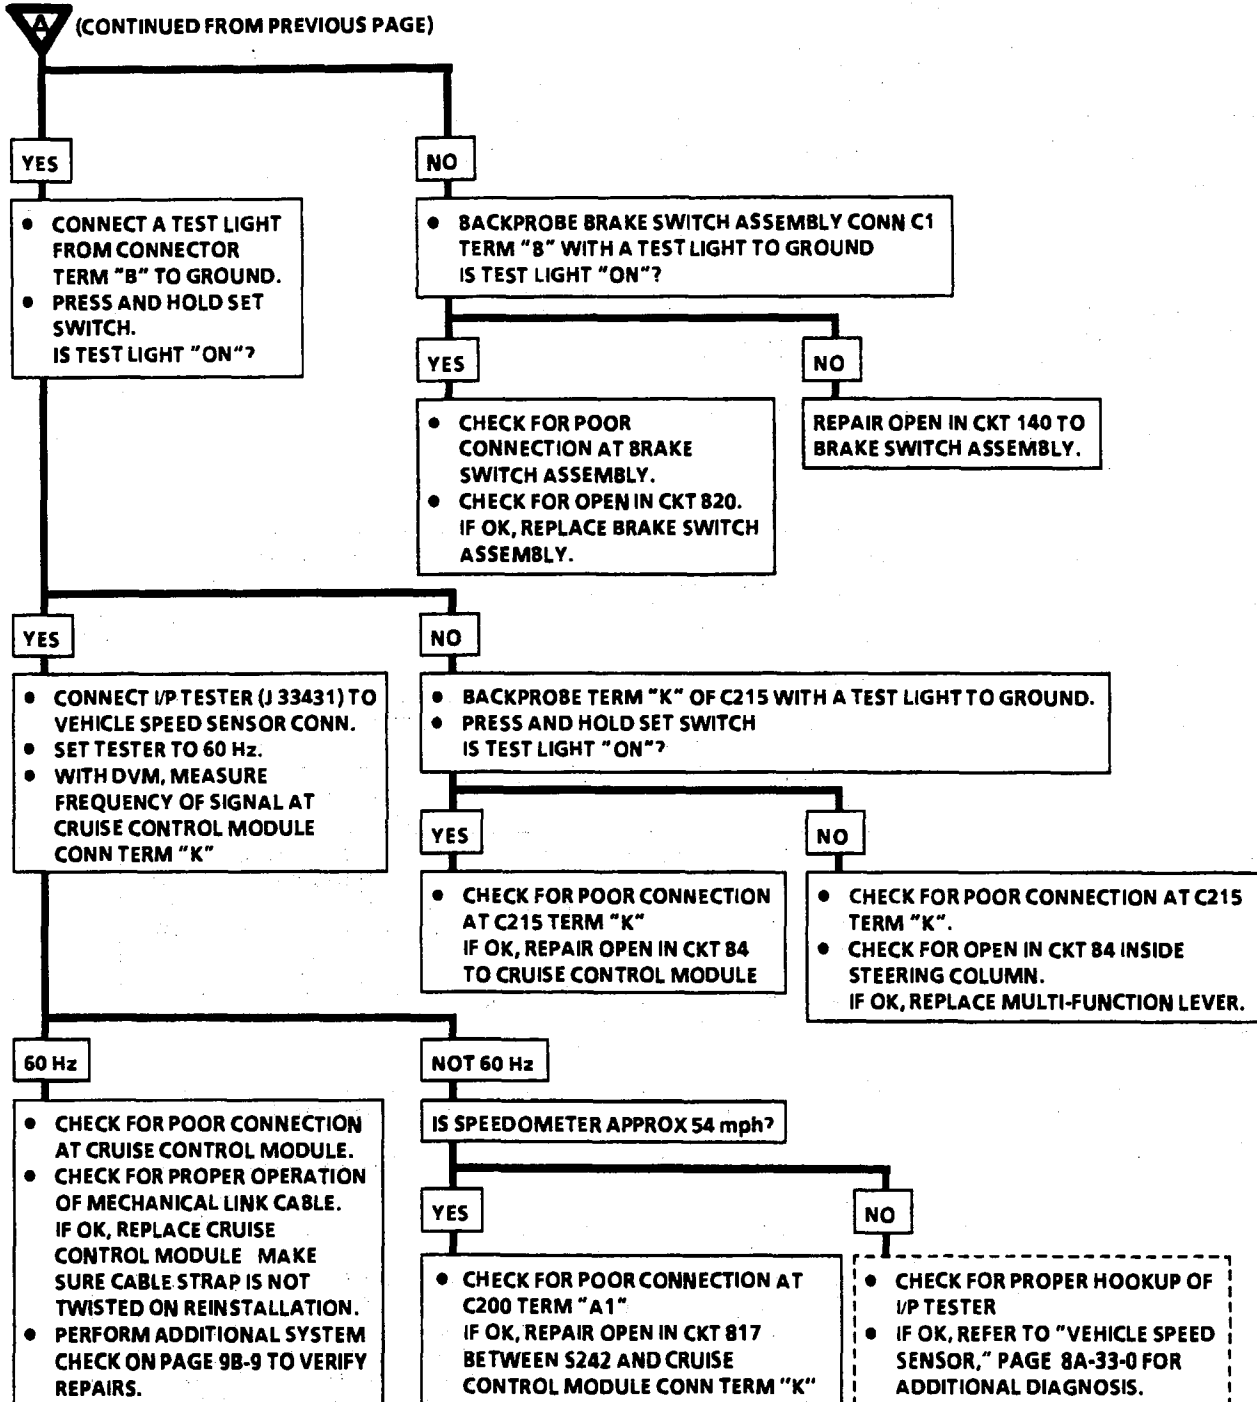 A (CONTINUED FROM PREVIOUS PAGE)
YES
NO
• CONNECT A TEST LIGHT
FROM CONNECTOR
TERM "B" TO GROUND.
• PRESS AND HOLD SET
SWITCH.
IS TEST LIGHT "ON"?
• BACKPROBE BRAKE SWITCH ASSEMBLY CONN C1
TERM "B" WITH A TEST LIGHT TO GROUND
IS TEST LIGHT "ON"?
YES
NO
• CHECK FOR POOR
CONNECTION AT BRAKE
SWITCH ASSEMBLY.
• CHECK FOR OPEN IN CKT 820.
IF OK, REPLACE BRAKE SWITCH
ASSEMBLY.
REPAIR OPEN IN CKT 140 TO
BRAKE SWITCH ASSEMBLY.
YES
NO
• CONNECT I/P TESTER (J 33431) TO
VEHICLE SPEED SENSOR CONN.
• SET TESTER TO 60 Hz.
• WITH DVM, MEASURE
FREQUENCY OF SIGNAL AT
CRUISE CONTROL MODULE
CONN TERM "K"
• BACKPROBE TERM "K" OF C215 WITH A TEST LIGHT TO GROUND.
• PRESS AND HOLD SET SWITCH
IS TEST LIGHT "ON"?
YES
NO
• CHECK FOR POOR CONNECTION
AT C215 TERM "K"
IF OK, REPAIR OPEN IN CKT 84
TO CRUISE CONTROL MODULE
• CHECK FOR POOR CONNECTION AT C215
TERM "K".
• CHECK FOR OPEN IN CKT 84 INSIDE
STEERING COLUMN.
IF OK, REPLACE MULTI-FUNCTION LEVER.
60 Hz
NOT 60 Hz
• CHECK FOR POOR CONNECTION
AT CRUISE CONTROL MODULE.
• CHECK FOR PROPER OPERATION
OF MECHANICAL LINK CABLE.
IF OK, REPLACE CRUISE
CONTROL MODULE MAKE
SURE CABLE STRAP IS NOT
TWISTED ON REINSTALLATION.
• PERFORM ADDITIONAL SYSTEM
CHECK ON PAGE 9B-9 TO VERIFY
REPAIRS.
IS SPEEDOMETER APPROX 54 mph?
YES
NO
• CHECK FOR POOR CONNECTION AT
C200 TERM "A1"
IF OK, REPAIR OPEN IN CKT 817
BETWEEN S242 AND CRUISE
CONTROL MODULE CONN TERM "K"
• CHECK FOR PROPER HOOKUP OF
I/P TESTER
• IF OK, REFER TO "VEHICLE SPEED
SENSOR," PAGE 8A-33-0 FOR
ADDITIONAL DIAGNOSIS.